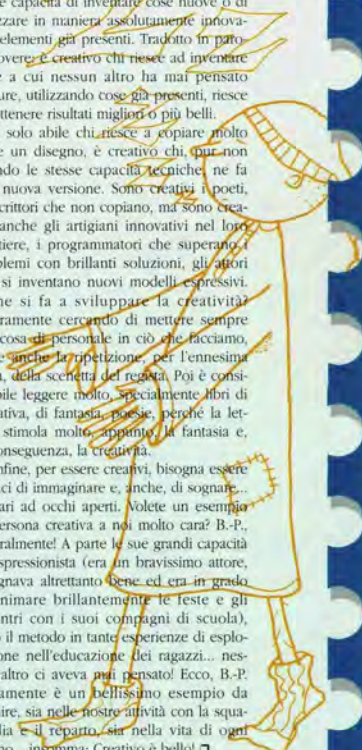 e capacità di inventare cose nuove o di
zzare in maniera assolutamente innova-
elementi già presenti. Tradotto in paro-
overe: è creativo chi riesce ad inventare
e a cui nessun altro ha mai pensato
ure, utilizzando cose già presenti, riesce
ttenere risultati migliori o più belli.
solo abile chi riesce a copiare molto
e un disegno, è creativo chi, pur non
ndo le stesse capacità tecniche, ne fa
nuova versione. Sono creativi i poeti,
crittori che non copiano, ma sono crea-
anche gli artigiani innovativi nel loro
tiere, i programmatori che superano i
blemi con brillanti soluzioni, gli attori
si inventano nuovi modelli espressivi.
ne si fa a sviluppare la creatività?
ramente cercando di mettere sempre
cosa di personale in ciò che facciamo,
e anche la ripetizione, per l'ennesima
a, della scenetta del regista. Poi è consi-
bile leggere molto, specialmente libri di
ativa, di fantasia, poesie, perché la let-
stimola molto, appunto, la fantasia e,
onseguenza, la creatività.
nfine, per essere creativi, bisogna essere
ci di immaginare e, anche, di sognare...
ari ad occhi aperti. Volete un esempio
ersona creativa a noi molto cara? B.-P.,
ralmente! A parte le sue grandi capacità
spressionista (era un bravissimo attore,
gnava altrettanto bene ed era in grado
nimare brillantemente le feste e gli
ntri con i suoi compagni di scuola),
o il metodo in tante esperienze di esplo-
one nell'educazione dei ragazzi... nes-
altro ci aveva mai pensato! Ecco, B.-P.
amente è un bellissimo esempio da
ire, sia nelle nostre attività con la squa-
lia e il reparto, sia nella vita di ogni
no... insomma: Creativo è bello!